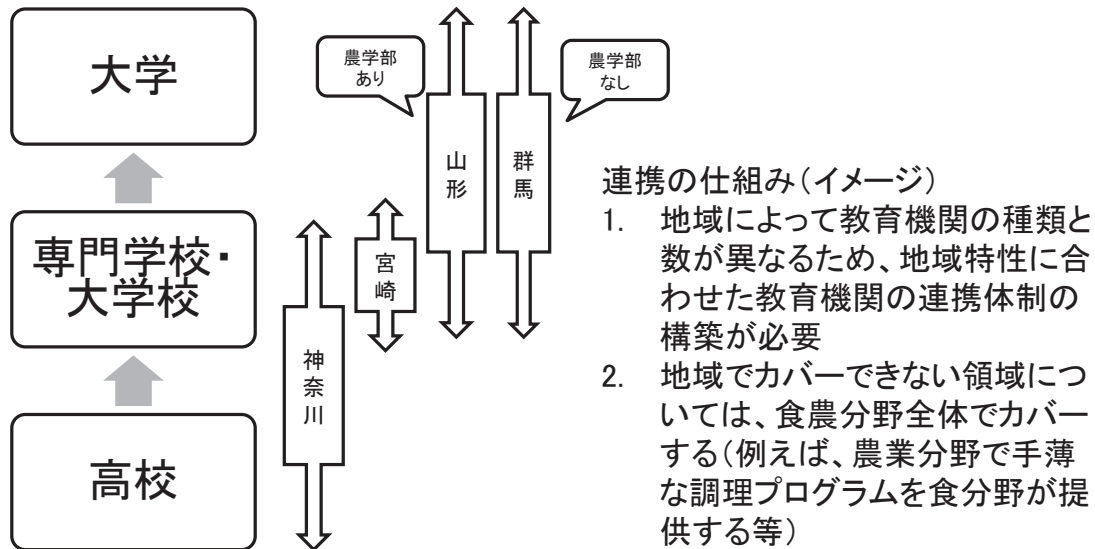 大学
専門学校・
大学校
高校
神奈川
宮崎
農学部
あり
山形
群馬
農学部
なし
連携の仕組み(イメージ)
1. 地域によって教育機関の種類と
数が異なるため、地域特性に合
わせた教育機関の連携体制の
構築が必要
2. 地域でカバーできない領域につ
いては、食農分野全体でカバー
する(例えば、農業分野で手薄
な調理プログラムを食分野が提
供する等)